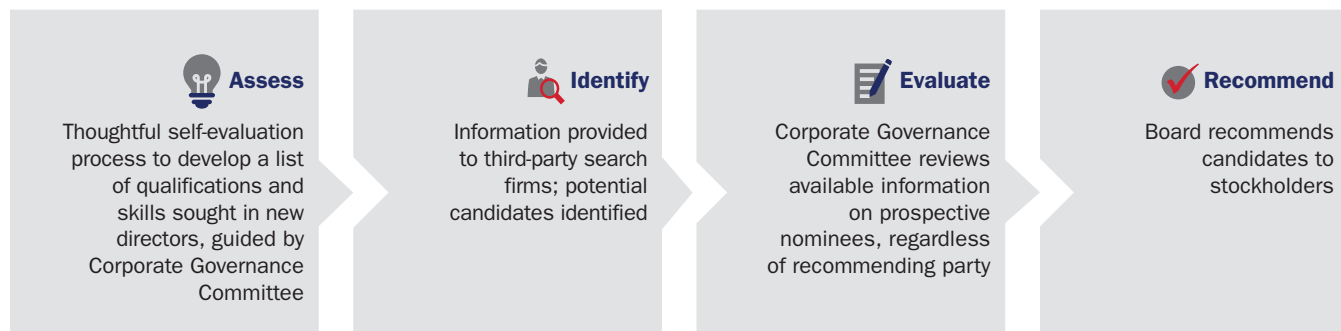 Assess
Thoughtful self-evaluation
process to develop a list
of qualifications and
skills sought in new
directors, guided by
Corporate Governance
Committee
Identify
Information provided
to third-party search
firms; potential
candidates identified
Evaluate
Corporate Governance
Committee reviews
available information
on prospective
nominees, regardless
of recommending party
Recommend
Board recommends
candidates to
stockholders